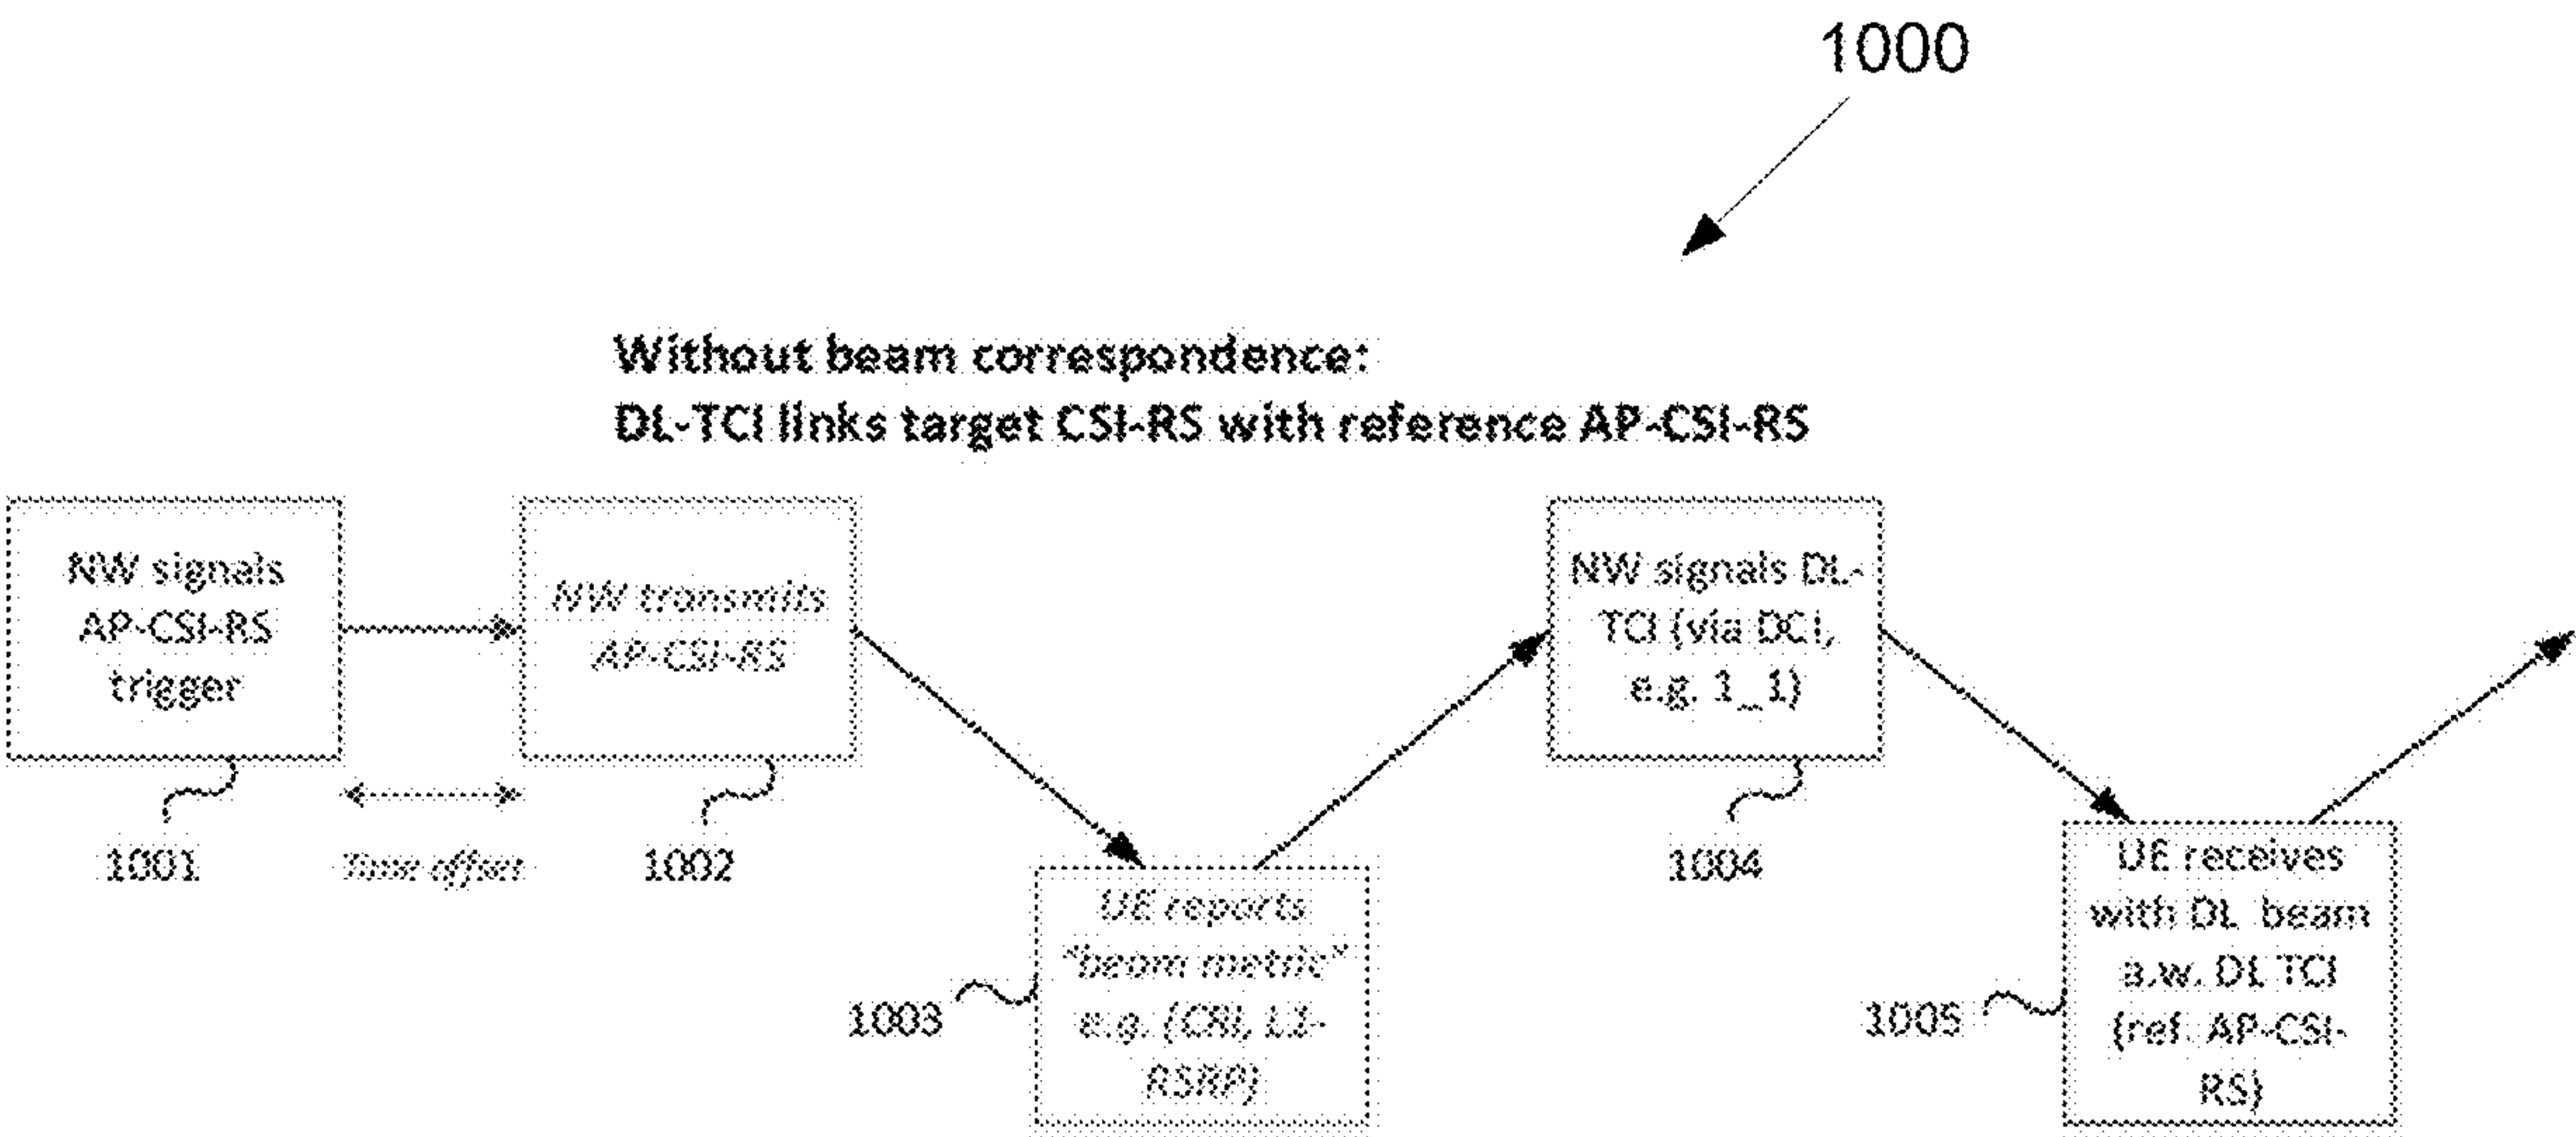 1000
Without beam correspondence:
DL-TCI links target CSI-RS with reference AP-CSI-RS
NW signals
AP-CSI-RS
trigger
1001
Time offset
NW transmits
AP-CSI-RS
1002
UE reports
"beam metric"
e.g. (CRI, L1-
RSRP)
1003
NW signals DL-
TCI (via DCI,
e.g. 1_1)
1004
UE receives
with DL beam
a.w. DL TCI
(ref. AP-CSI-
RS)
1005